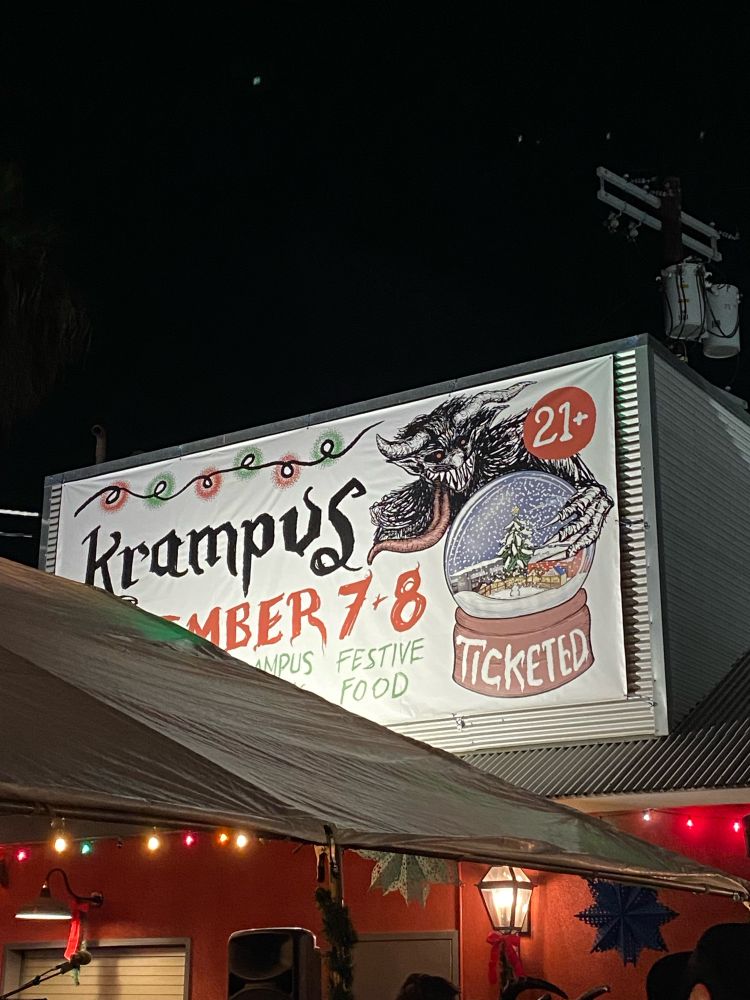 21+
Krampus
EMBER 7+8
AMPUS FESTIVE
FOOD
TICKETED